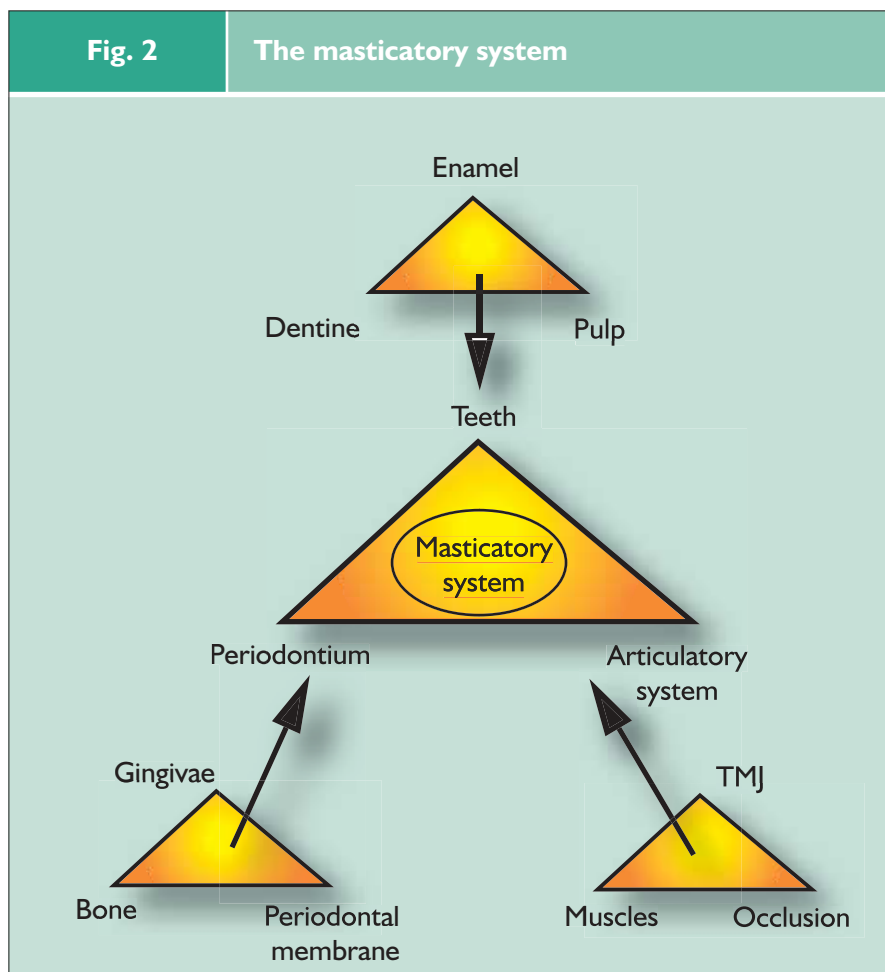 Fig. 2
The masticatory system
Enamel
Dentine
Pulp
Teeth
Masticatory
system
Periodontium
Articulatory
system
Gingivae
TMJ
Bone
Periodontal
membrane
Muscles
Occlusion